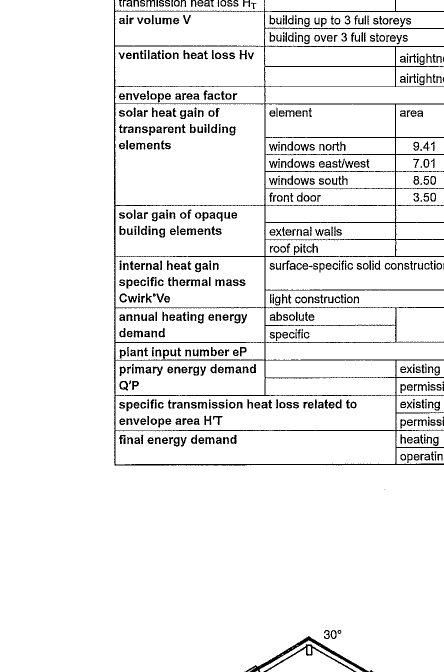 transmission heat loss HT
air volume V building up to 3 full storeys
building over 3 full storeys
ventilation heat loss Hv airtightn
airtightn
envelope area factor
solar heat gain of element area
transparent building
elements windows north 9.41
windows east/west 7.01
windows south 8.50
front door 3.50
solar gain of opaque
building elements external walls
roof pitch
internal heat gain surface-specific solid construction
specific thermal mass
Cwirk*Ve light construction
annual heating energy absolute
demand specific
plant input number eP
primary energy demand existing
Q'P permissi
specific transmission heat loss related to existing
envelope area H'T permissi
final energy demand heating
operatin
30°